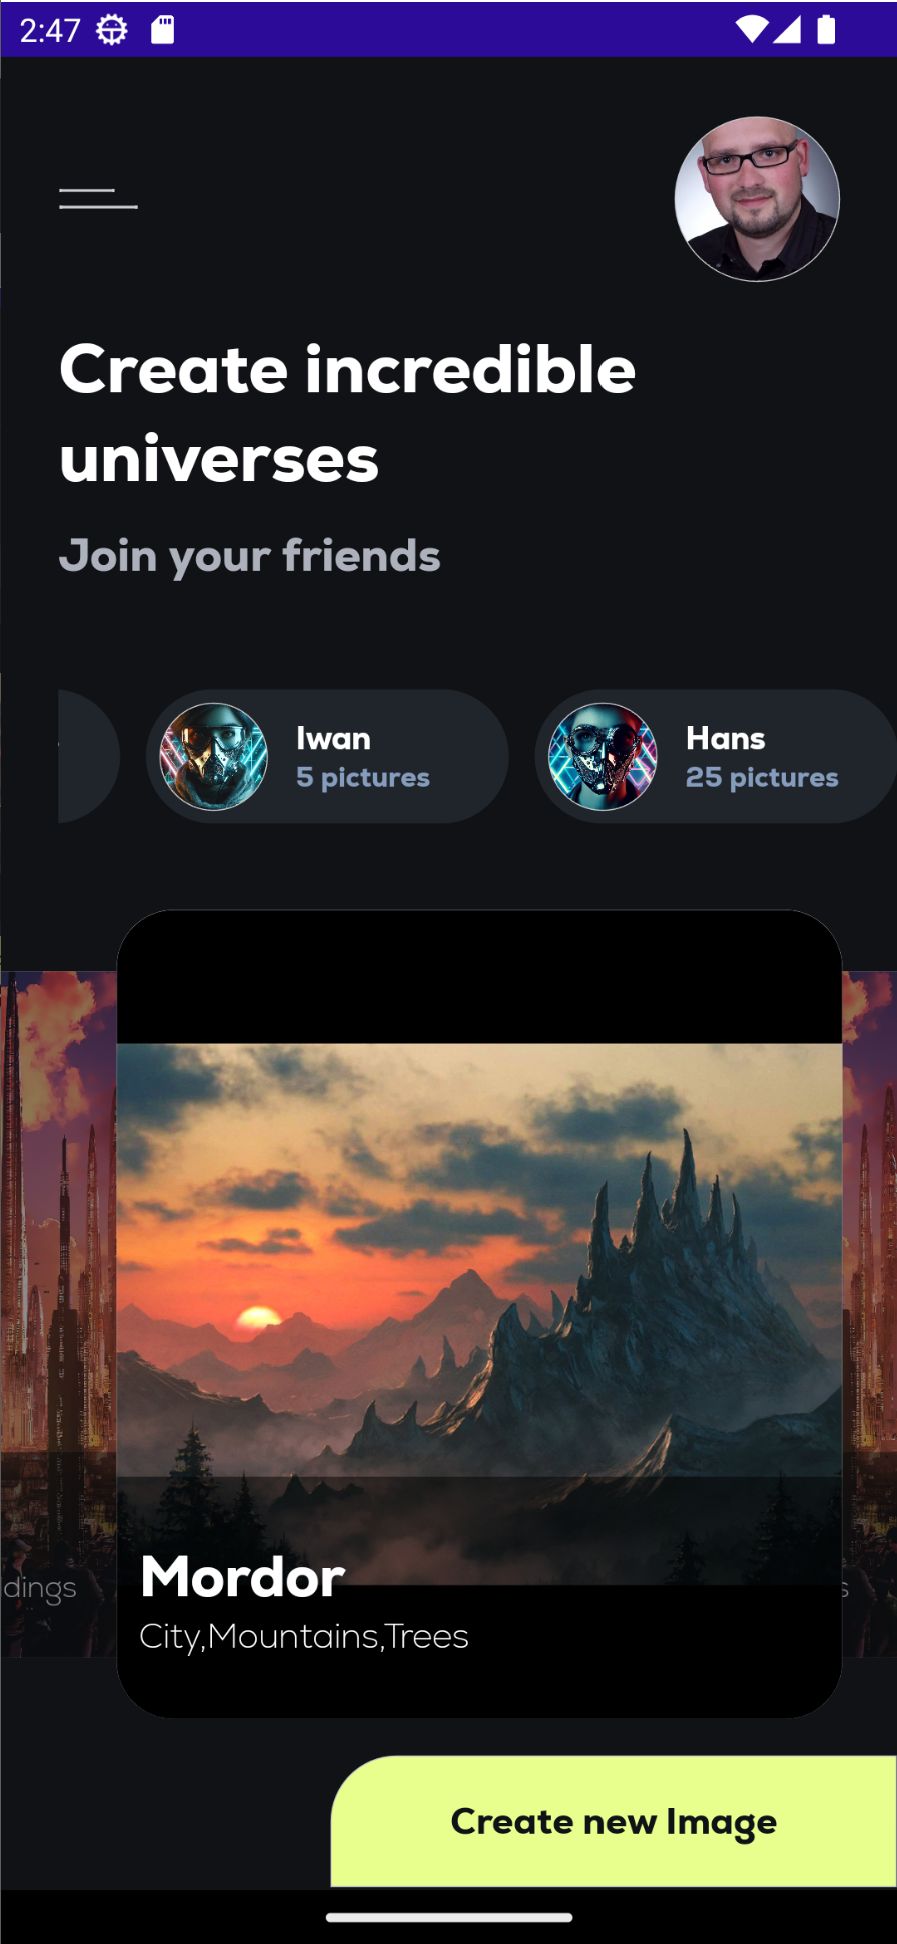 2:47
Create incredible
universes
Join your friends
Iwan
5 pictures
Hans
25 pictures
dings
Mordor
s
City,Mountains,Trees
Create new Image